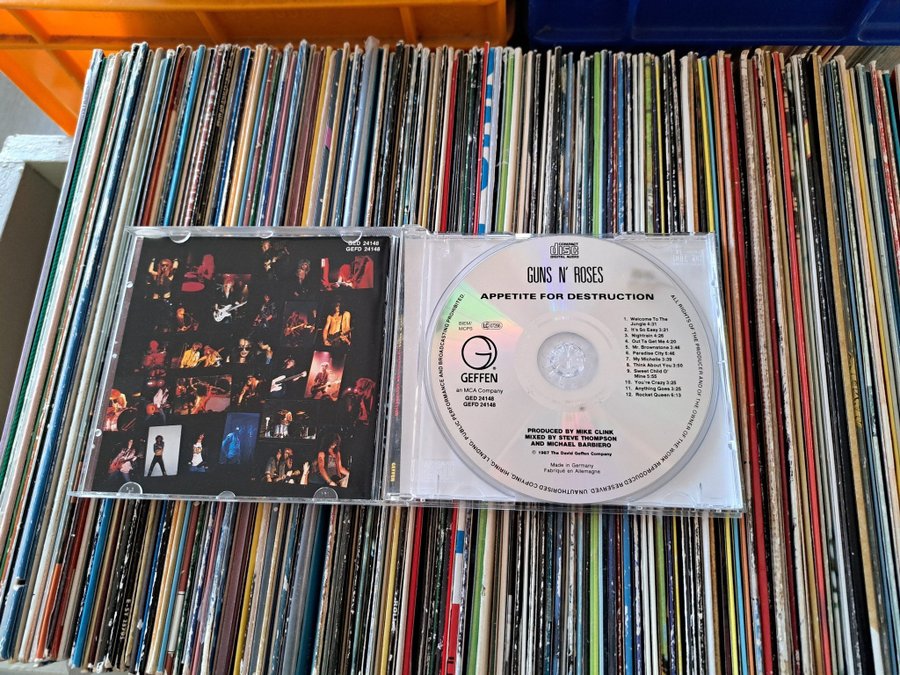 GED 24148
GEFD 24148
COMPACT
disc
DIGITAL AUDIO
GUNS N' ROSES
APPETITE FOR DESTRUCTION
1. Welcome To The
Jungle 4:31
2. It's So Easy 3:21
3. Nightrain 4:26
4. Out Ta Get Me 4:20
5. Mr. Brownstone 3:46
6. Paradise City 6:46
7. My Michelle 3:39
8. Think About You 3:50
9. Sweet Child O'
Mine 5:55
10. You're Crazy 3:25
11. Anything Goes 3:25
12. Rocket Queen 6:13
BIEM/
MCPS
GEFFEN
an MCA Company
GED 24148
GEFD 24148
PRODUCED BY MIKE CLINK
MIXED BY STEVE THOMPSON
AND MICHAEL BARBIERO
© 1987 The David Geffen Company
Made in Germany
Fabriqué en Allemagne
ALL RIGHTS OF THE PRODUCER AND OF THE OWNER OF THE WORK REPRODUCED RESERVED. UNAUTHORISED COPYING, HIRING, LENDING, PUBLIC PERFORMANCE AND BROADCASTING PROHIBITED.